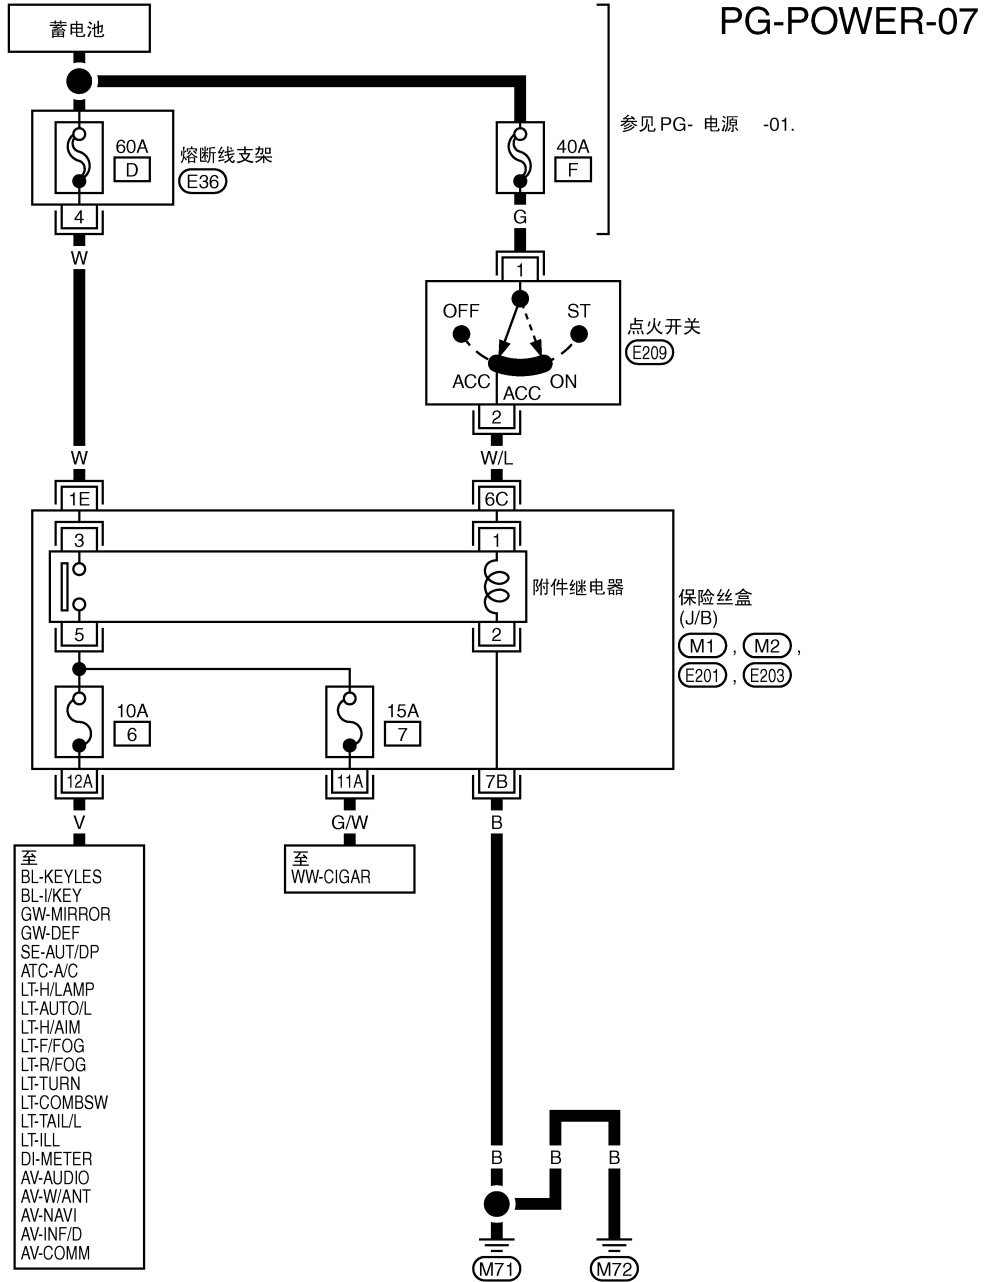 PG-POWER-07
蓄电池
60A
D
熔断线支架
E36
40A
F
参见PG- 电源 -01.
4
W
G
1
OFF
ST
点火开关
E209
ACC
ON
ACC
2
W
W/L
1E
6C
3
1
附件继电器
5
2
保险丝盒
(J/B)
M1 , M2 ,
E201 , E203
10A
6
15A
7
12A
11A
7B
V
G/W
B
至
BL-KEYLES
BL-I/KEY
GW-MIRROR
GW-DEF
SE-AUT/DP
ATC-A/C
LT-H/LAMP
LT-AUTO/L
LT-H/AIM
LT-F/FOG
LT-R/FOG
LT-TURN
LT-COMBSW
LT-TAIL/L
LT-ILL
DI-METER
AV-AUDIO
AV-W/ANT
AV-NAVI
AV-INF/D
AV-COMM
至
WW-CIGAR
B
B
B
M71
M72